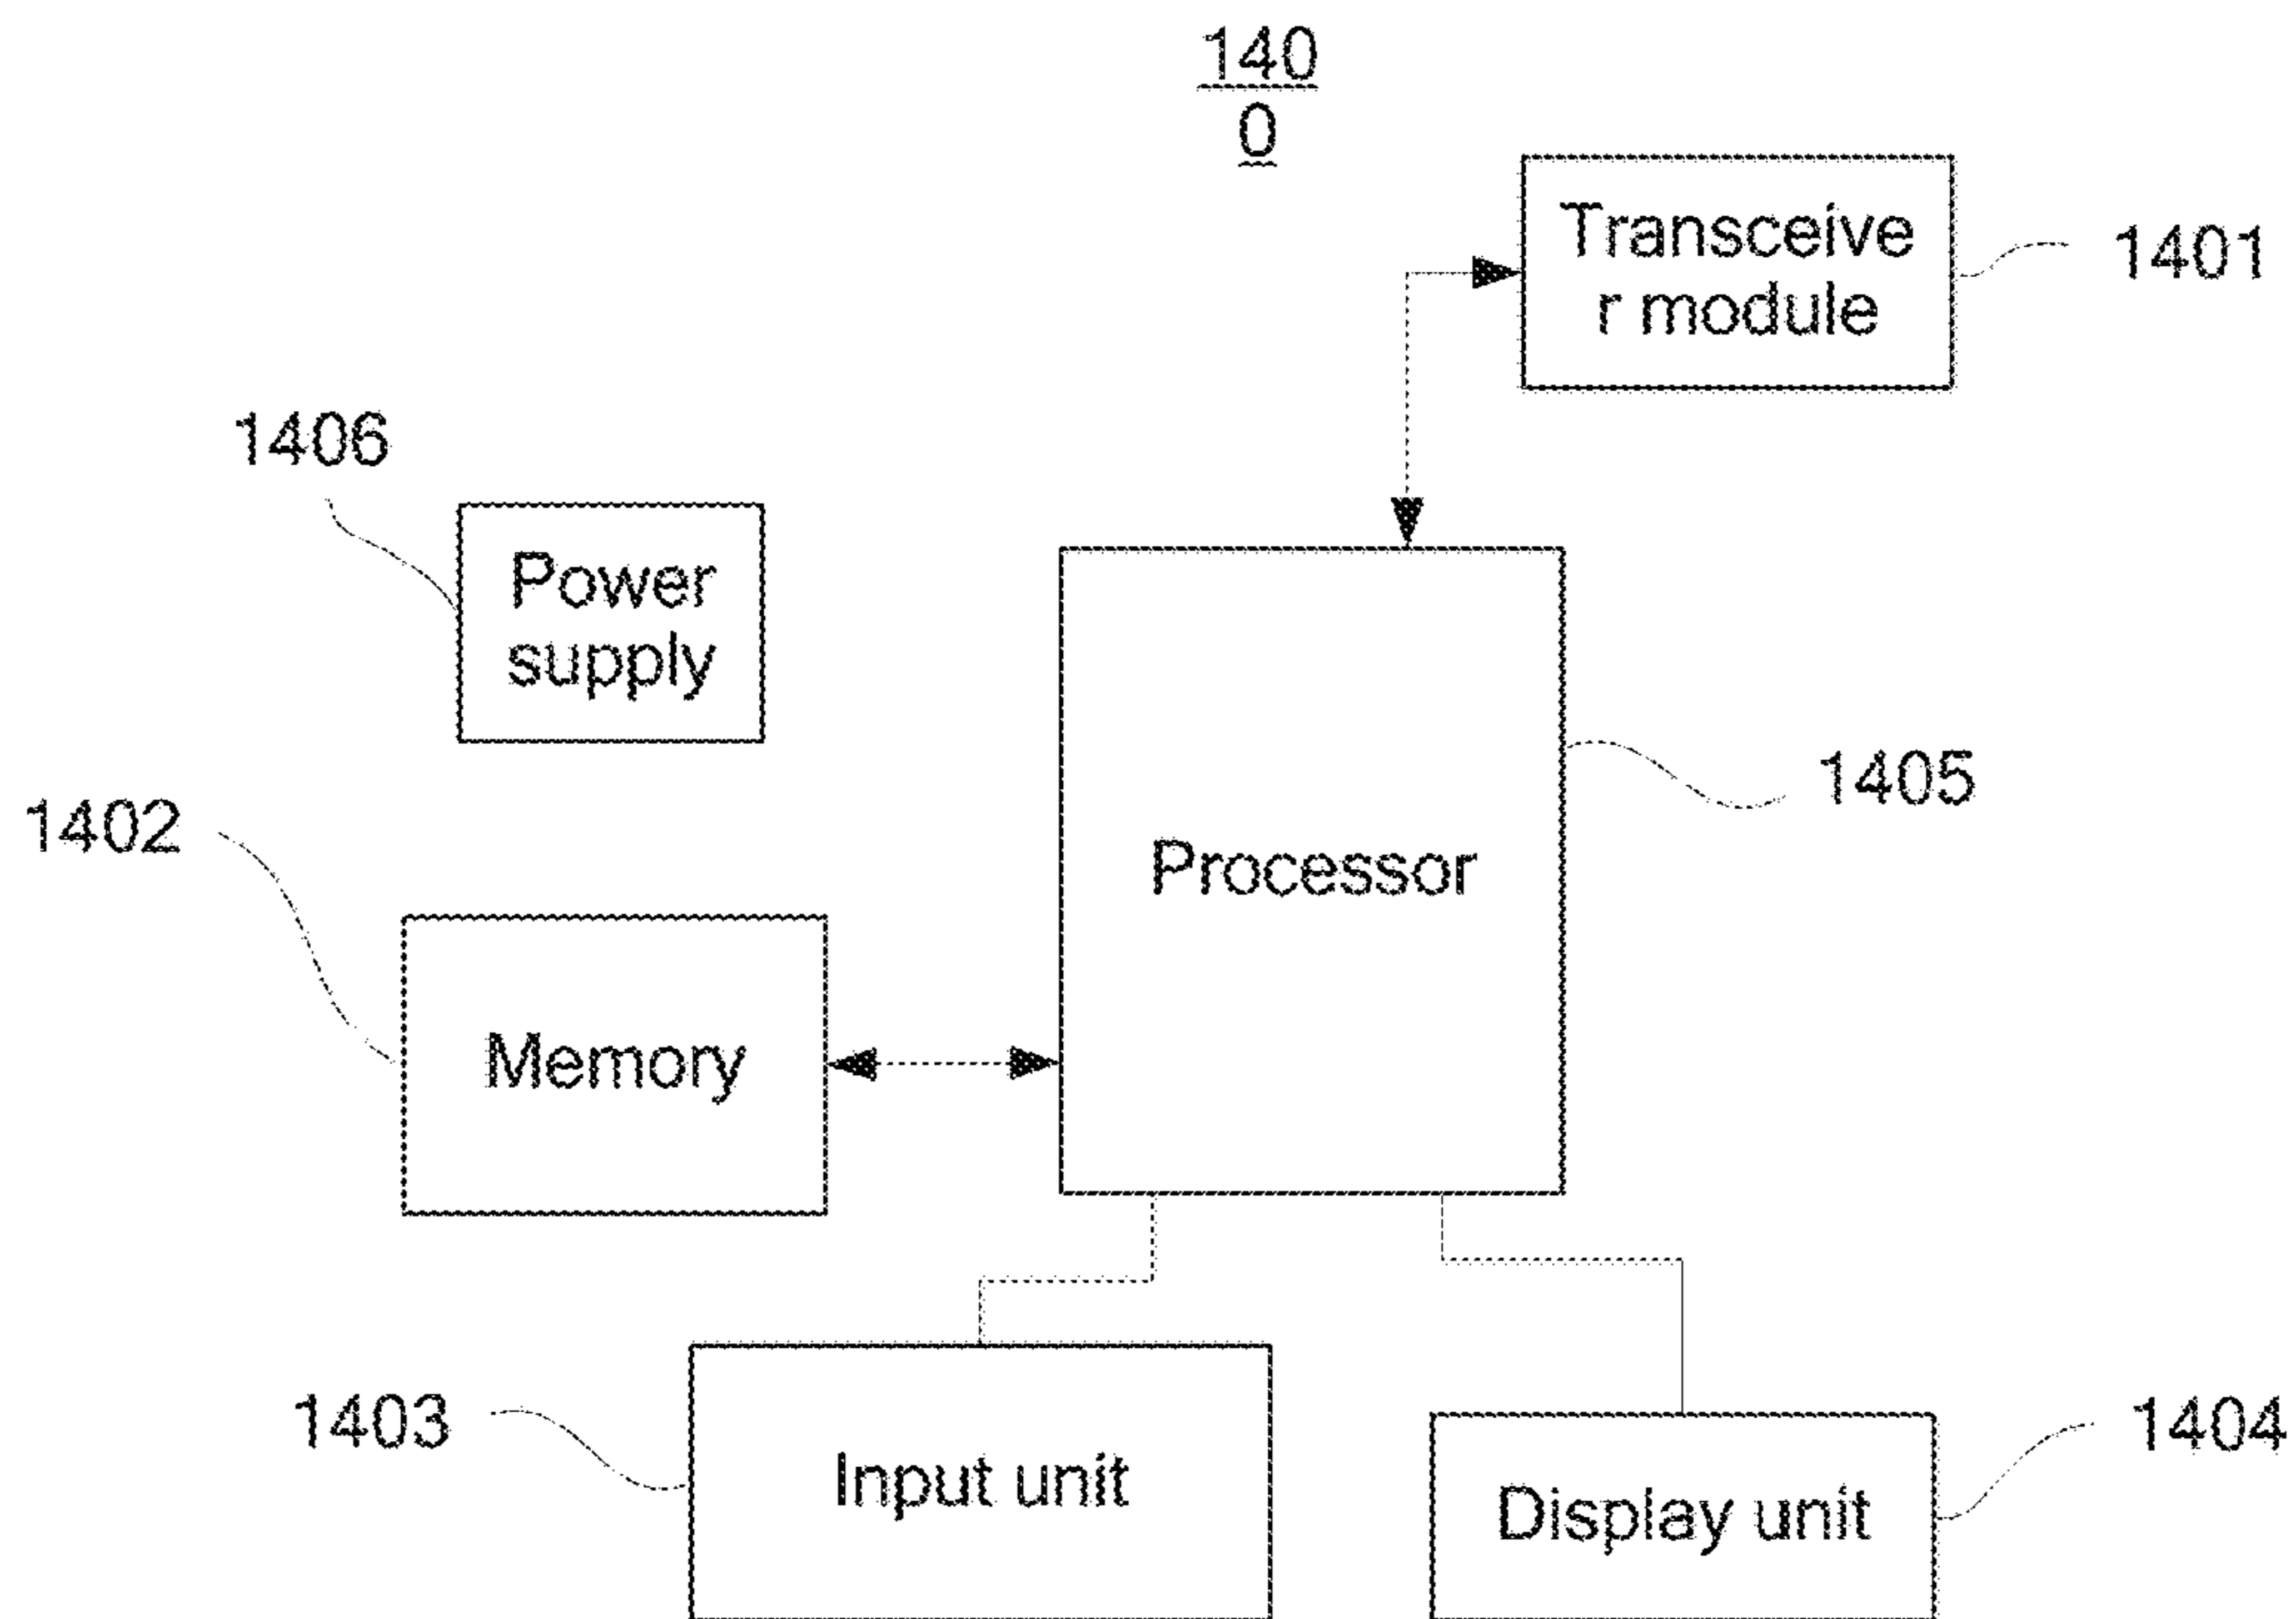 140
0
Transceive
r module
1401
1406
Power
supply
1405
1402
Processor
Memory
1403
Input unit
1404
Display unit